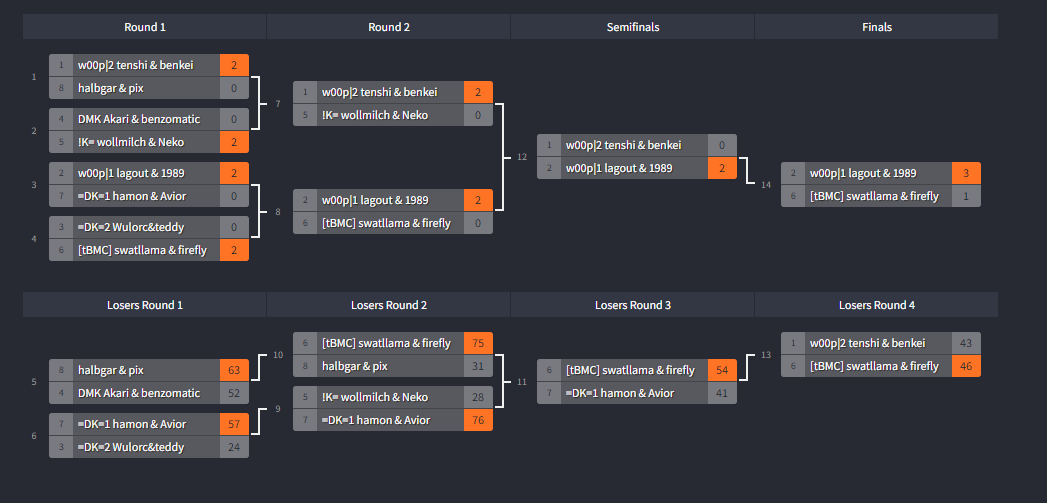 Round 1 Round 2 Semifinals Finals
1 1 w00p|2 tenshi & benkei 2
8 halbgar & pix 0
2 4 DMK Akari & benzomatic 0
5 !K= wollmilch & Neko 2
3 2 w00p|1 lagout & 1989 2
7 =DK=1 hamon & Avior 0
4 3 =DK=2 Wulorc&teddy 0
6 [tBMC] swatllama & firefly 2
7 1 w00p|2 tenshi & benkei 2
5 !K= wollmilch & Neko 0
8 2 w00p|1 lagout & 1989 2
6 [tBMC] swatllama & firefly 0
12 1 w00p|2 tenshi & benkei 0
2 w00p|1 lagout & 1989 2
14 2 w00p|1 lagout & 1989 3
6 [tBMC] swatllama & firefly 1
Losers Round 1 Losers Round 2 Losers Round 3 Losers Round 4
5 8 halbgar & pix 63
4 DMK Akari & benzomatic 52
6 7 =DK=1 hamon & Avior 57
3 =DK=2 Wulorc&teddy 24
10 6 [tBMC] swatllama & firefly 75
8 halbgar & pix 31
9 5 !K= wollmilch & Neko 28
7 =DK=1 hamon & Avior 76
11 6 [tBMC] swatllama & firefly 54
7 =DK=1 hamon & Avior 41
13 1 w00p|2 tenshi & benkei 43
6 [tBMC] swatllama & firefly 46